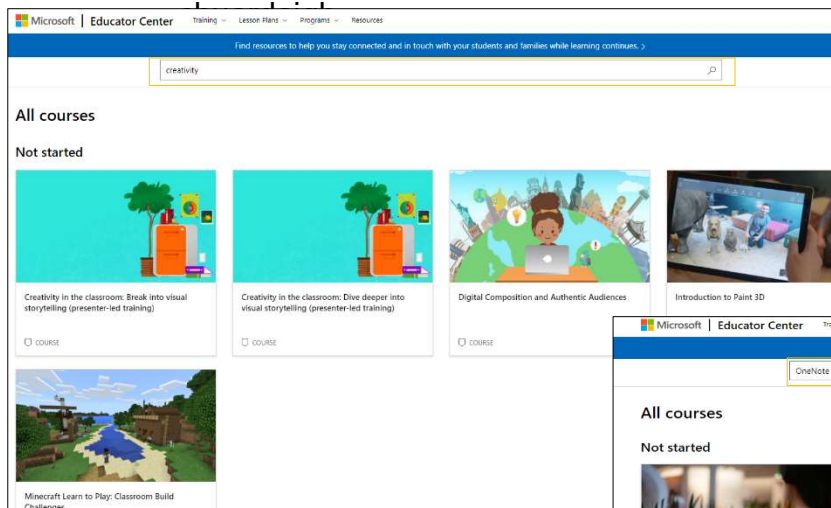 Microsoft | Educator Center Training Lesson Plans Programs Resources
Find resources to help you stay connected and in touch with your students and families while learning continues. >
creativity
All courses
Not started
Creativity in the classroom: Break into visual
storytelling (presenter-led training)
COURSE
Creativity in the classroom: Dive deeper into
visual storytelling (presenter-led training)
COURSE
Digital Composition and Authentic Audiences
COURSE
Introduction to Paint 3D
Minecraft Learn to Play: Classroom Build
Challenges
Microsoft | Educator Center
OneNote
All courses
Not started